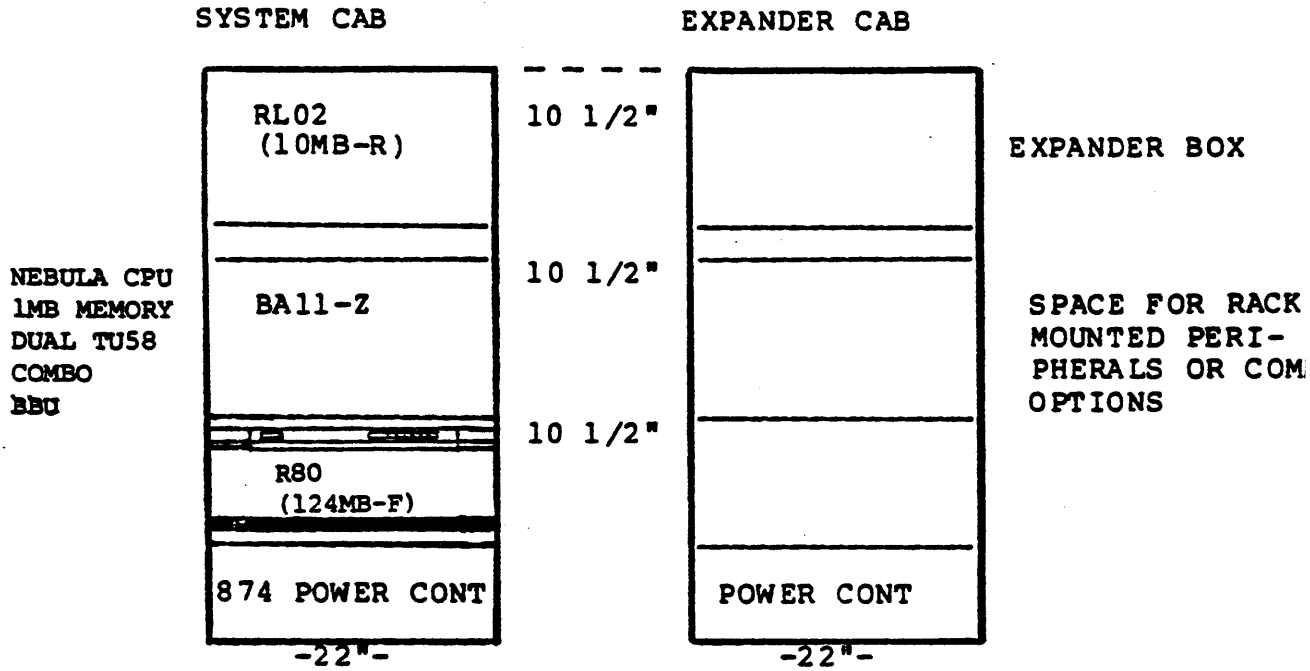 SYSTEM CAB
EXPANDER CAB
RL02
(10MB-R)
10 1/2"
EXPANDER BOX
NEBULA CPU
1MB MEMORY
DUAL TU58
COMBO
BBU
BA11-Z
10 1/2"
SPACE FOR RACK
MOUNTED PERI-
PHERALS OR COM
OPTIONS
10 1/2"
R80
(124MB-F)
874 POWER CONT
POWER CONT
-22"-
-22"-